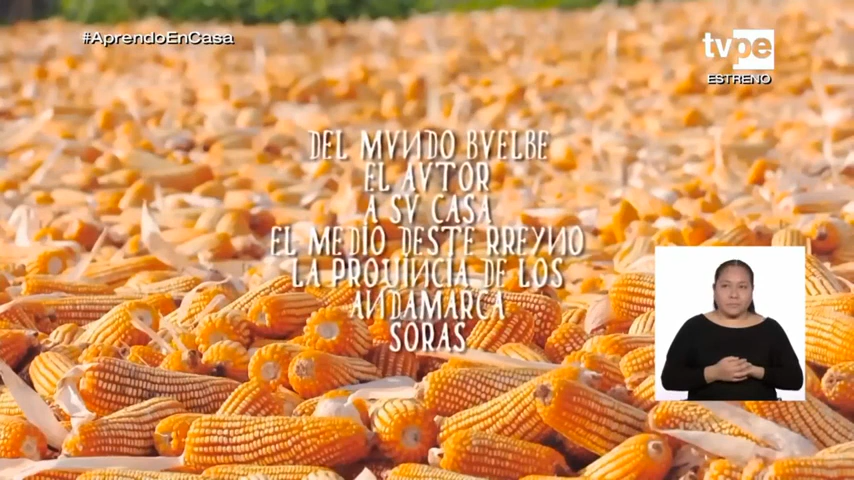 #AprendoEnCasa
tvpe
ESTRENO
DEL MVNDO BVELBE
EL AVTOR
A SV CASA
EL MEDIO DESTE RREYNO
LA PROUINCIA DE LOS
ANDAMARCA
SORAS